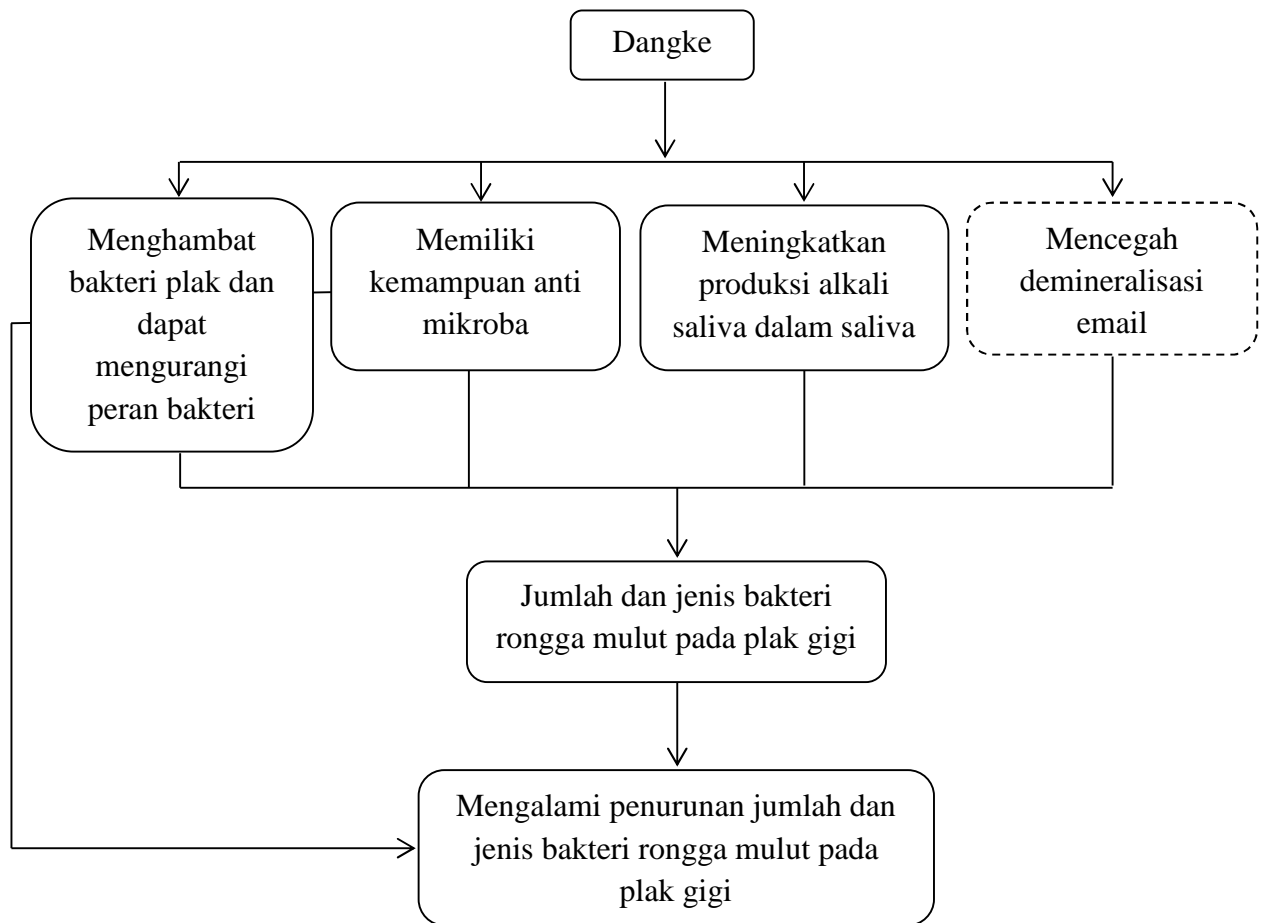 Dangke
Menghambat
bakteri plak dan
dapat
mengurangi
peran bakteri
Memiliki
kemampuan anti
mikroba
Meningkatkan
produksi alkali
saliva dalam saliva
Mencegah
demineralisasi
email
Jumlah dan jenis bakteri
rongga mulut pada plak gigi
Mengalami penurunan jumlah dan
jenis bakteri rongga mulut pada
plak gigi